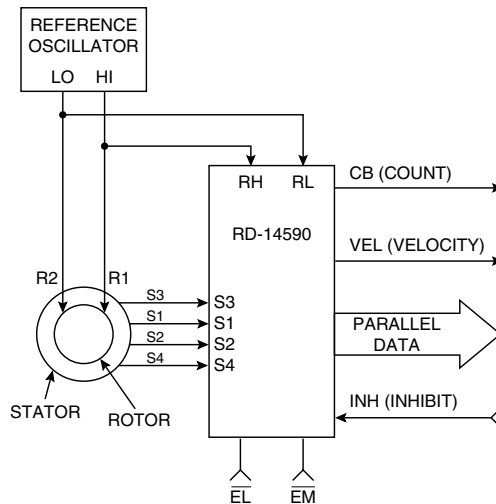 REFERENCE
OSCILLATOR
LO HI
RH RL
CB (COUNT)
RD-14590
VEL (VELOCITY)
R2 R1
S3 S3
S1 S1
S2 S2
S4 S4
PARALLEL
DATA
INH (INHIBIT)
STATOR
ROTOR
EL EM